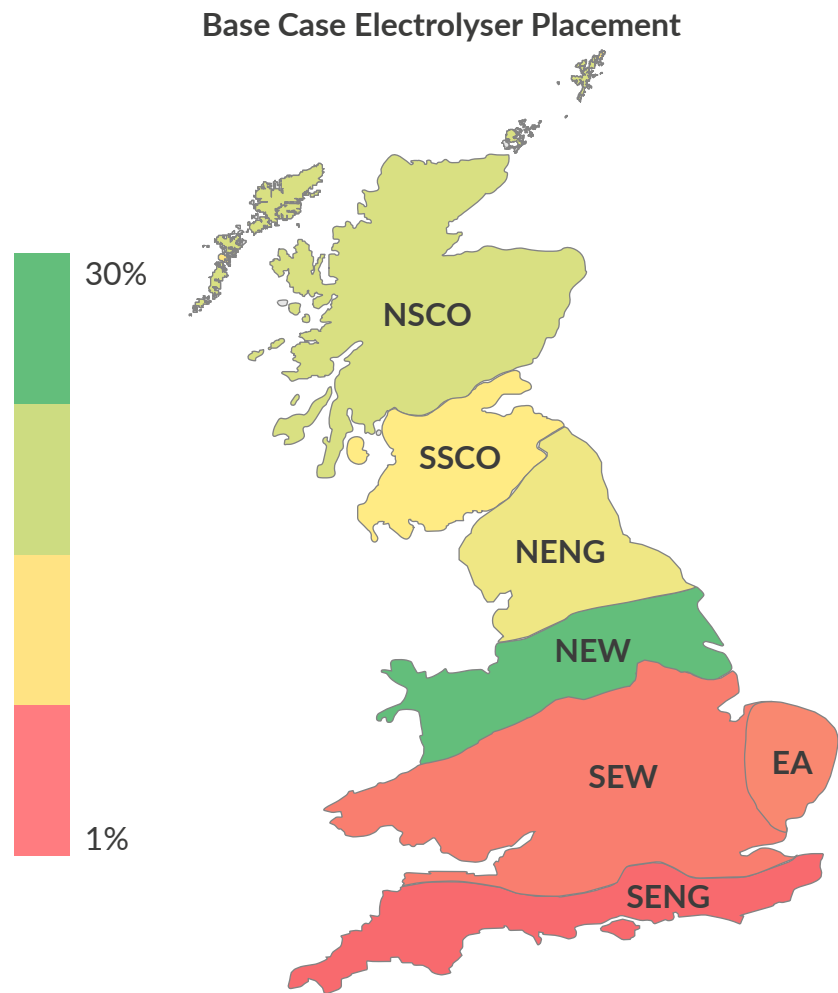 Base Case Electrolyser Placement
30%
NSCO
SSCO
NENG
NEW
EA
SEW
1%
SENG